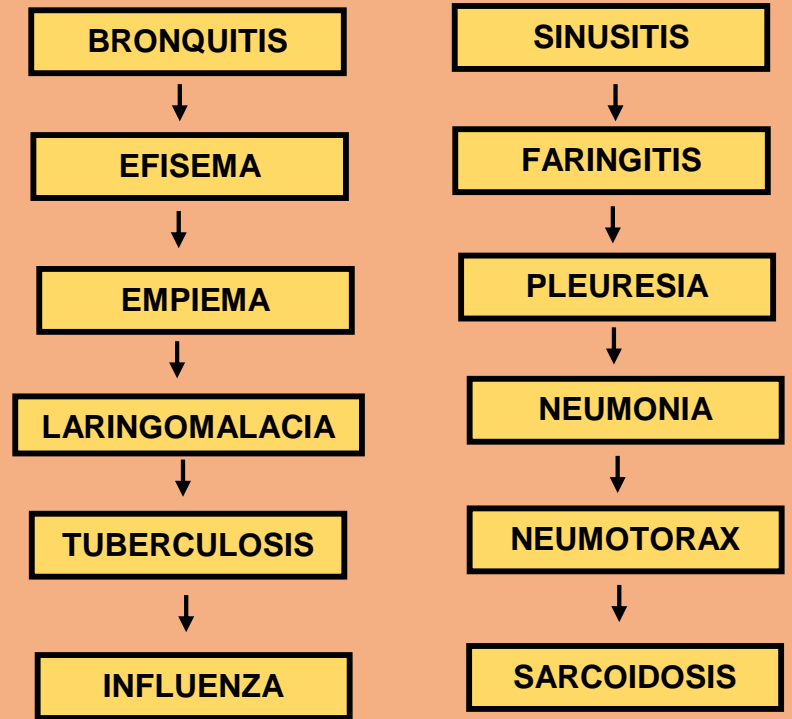 BRONQUITIS
EFISEMA
EMPIEMA
LARINGOMALACIA
TUBERCULOSIS
INFLUENZA
SINUSITIS
FARINGITIS
PLEURESIA
NEUMONIA
NEUMOTORAX
SARCOIDOSIS